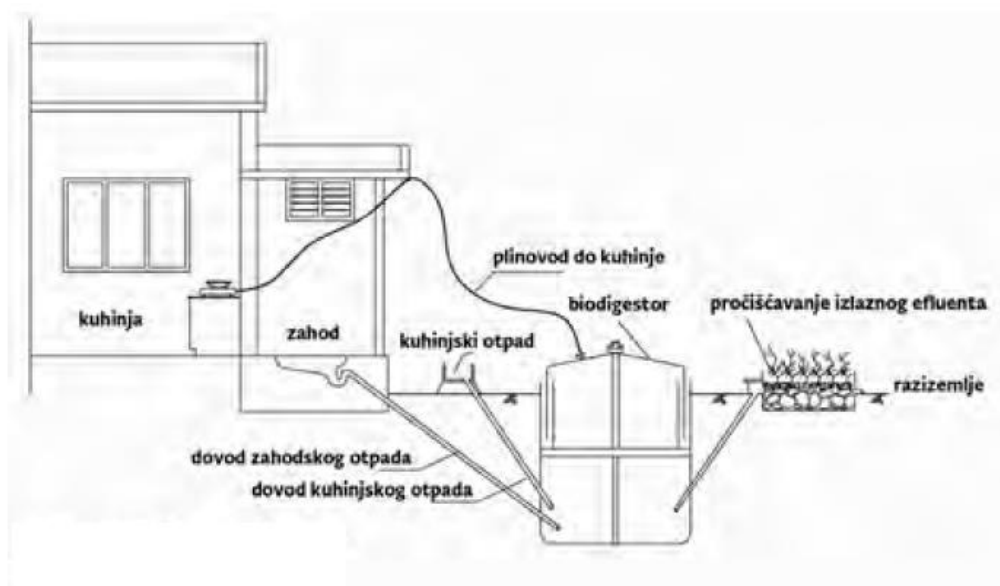 plinovod do kuhinje
biodigestor
pročišćavanje izlaznog efluenta
kuhinja
zahod
kuhinjski otpad
razizemlje
dovod zahodskog otpada
dovod kuhinjskog otpada